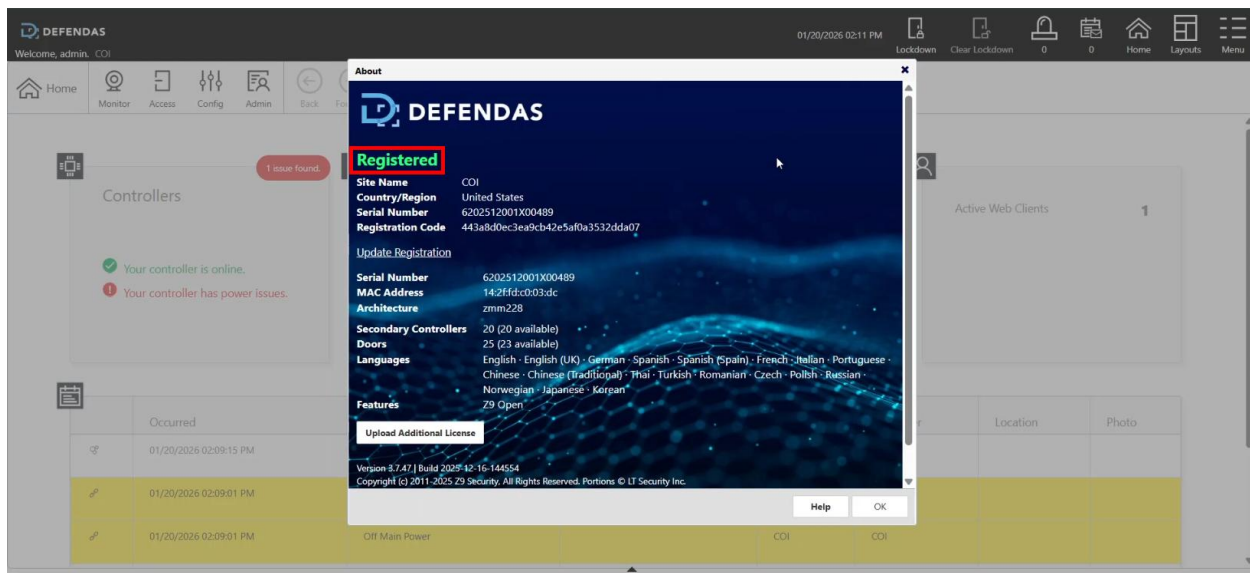 DEFENDAS
Welcome, admin. COI
01/20/2026 02:11 PM
Lockdown
Clear Lockdown
0
0
Home
Layouts
Menu
Home
Monitor
Access
Config
Admin
Back
About
DEFENDAS
Registered
Site Name COI
Country/Region United States
Serial Number 6202512001X00489
Registration Code 443a8d0ec3ea9cb42e5af0a3532dda07
Update Registration
Serial Number 6202512001X00489
MAC Address 14:2f:fd:c0:03:dc
Architecture zmm228
Secondary Controllers 20 (20 available)
Doors 25 (23 available)
Languages English · English (UK) · German · Spanish · Spanish (Spain) · French · Italian · Portuguese ·
Chinese · Chinese (Traditional) · Thai · Turkish · Romanian · Czech · Polish · Russian ·
Norwegian · Japanese · Korean
Features Z9 Open
Upload Additional License
Version 3.7.47 | Build 2025-12-16-144554
Copyright (c) 2011-2025 Z9 Security, All Rights Reserved. Portions © LT Security Inc.
Help
OK
1 issue found.
Controllers
Your controller is online.
Your controller has power issues.
Active Web Clients 1
Occurred
Location
Photo
01/20/2026 02:09:15 PM
01/20/2026 02:09:01 PM
01/20/2026 02:09:01 PM Off Main Power COI COI